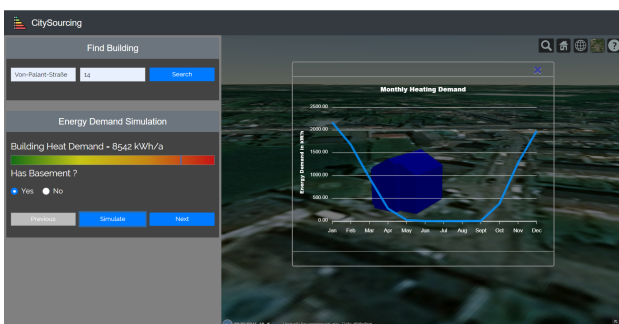 CitySourcing
Find Building
Von-Palant-Straße 14 Search
Energy Demand Simulation
Building Heat Demand = 8542 kWh/a
Has Basement ?
Yes No
Previous Simulate Next
Monthly Heating Demand
Energy Demand in kW/h
2500.00
2000.00
1500.00
1000.00
500.00
0.00
Jan Feb Mar Apr May Jun Jul Aug Sept Oct Nov Dec